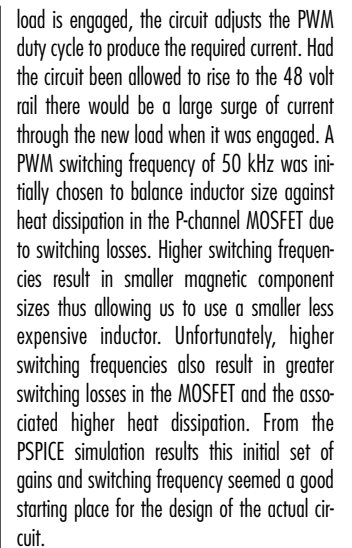 load is engaged, the circuit adjusts the PWM
duty cycle to produce the required current. Had
the circuit been allowed to rise to the 48 volt
rail there would be a large surge of current
through the new load when it was engaged. A
PWM switching frequency of 50 kHz was ini-
tially chosen to balance inductor size against
heat dissipation in the P-channel MOSFET due
to switching losses. Higher switching frequen-
cies result in smaller magnetic component
sizes thus allowing us to use a smaller less
expensive inductor. Unfortunately, higher
switching frequencies also result in greater
switching losses in the MOSFET and the asso-
ciated higher heat dissipation. From the
PSPICE simulation results this initial set of
gains and switching frequency seemed a good
starting place for the design of the actual cir-
cuit.